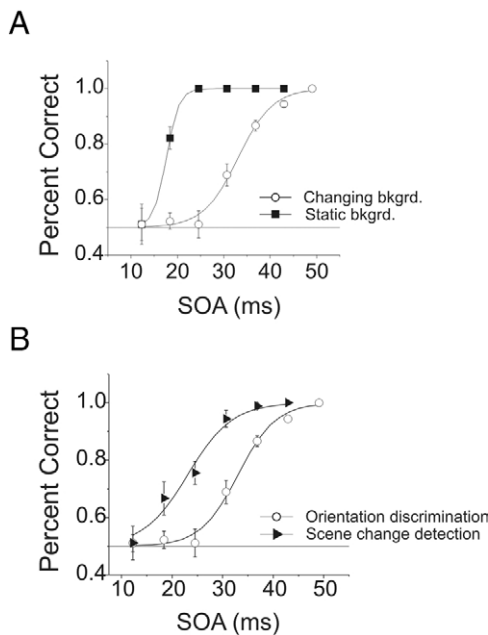 A
Percent Correct
1.0
0.8
0.6
0.4
Changing bkgrd.
Static bkgrd.
10 20 30 40 50
SOA (ms)
B
Percent Correct
1.0
0.8
0.6
0.4
Orientation discrimination
Scene change detection
10 20 30 40 50
SOA (ms)